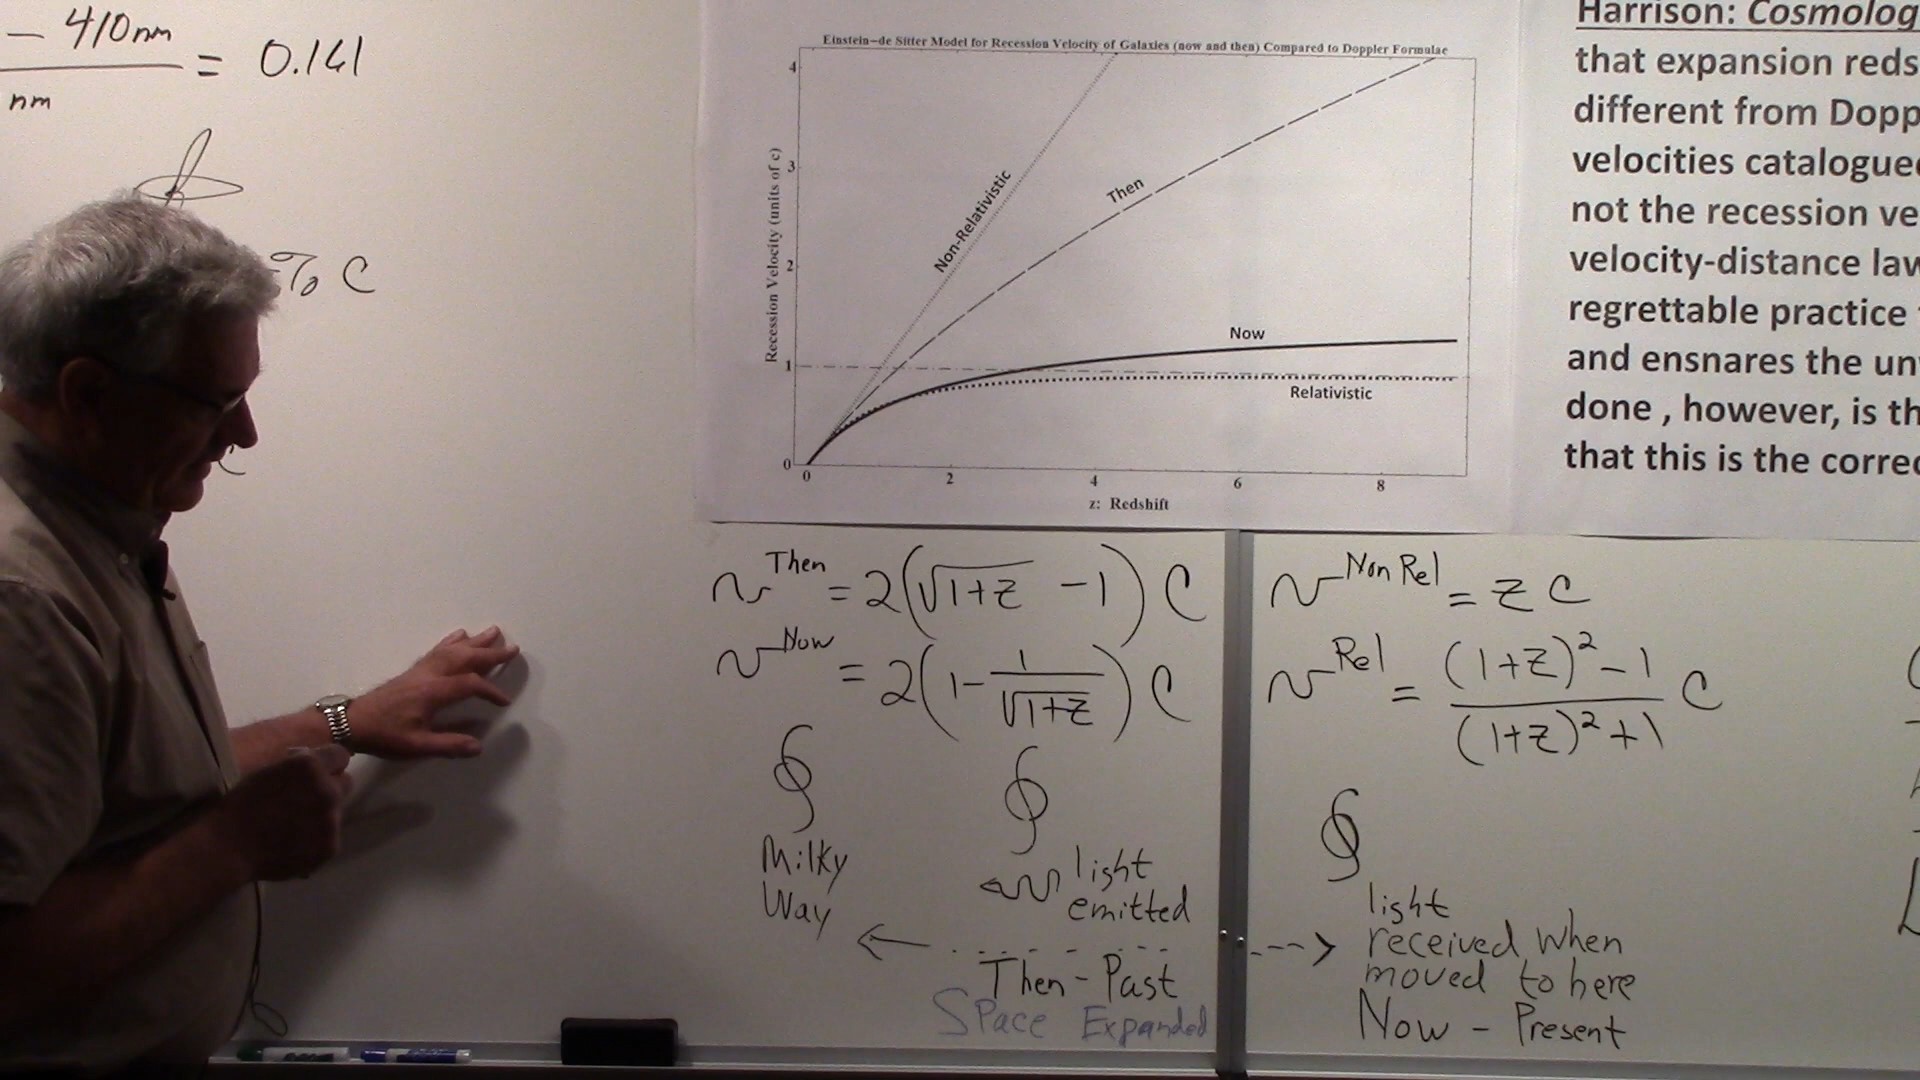 - 410nm
= 0.141
nm
% C
Einstein-de Sitter Model for Recession Velocity of Galaxies (now and then) Compared to Doppler Formulae
4
3
2
1
0
Recession Velocity (units of c)
Non-Relativistic
Then
Now
Relativistic
0 2 4 6 8
z: Redshift
Harrison: Cosmolog
that expansion reds
different from Dopp
velocities catalogue
not the recession ve
velocity-distance law
regrettable practice
and ensnares the un
done , however, is th
that this is the correc
v^Then = 2(√(1+z) - 1) C
v^Now = 2(1 - 1/√(1+z)) C
v^Non Rel = z C
v^Rel = ((1+z)^2 - 1)/((1+z)^2 + 1) C
Milky
Way
light
emitted
Then - Past
Space Expanded
light
received when
moved to here
Now - Present